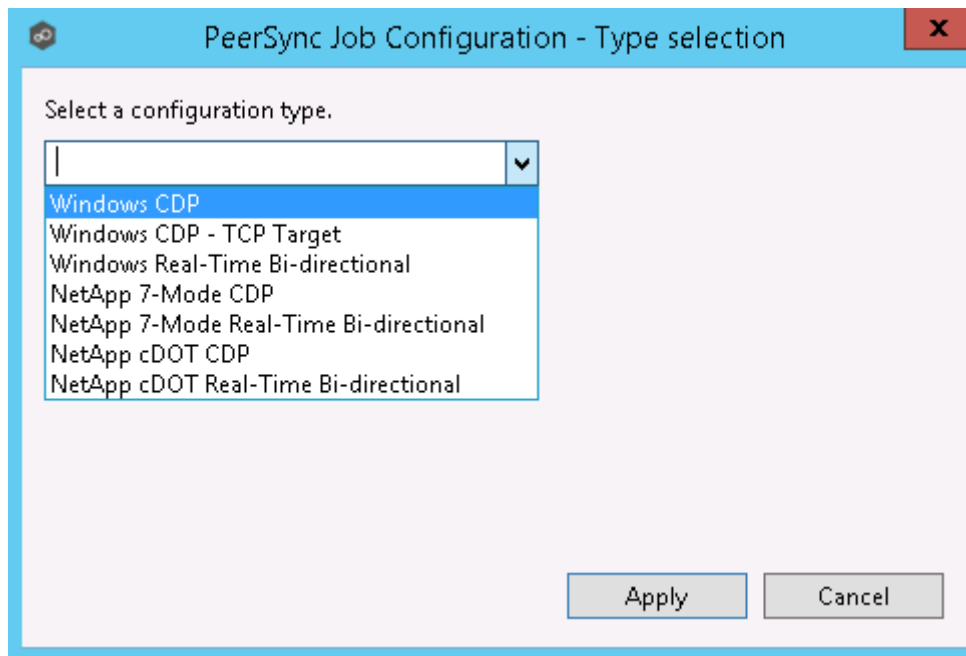 PeerSync Job Configuration - Type selection
x
Select a configuration type.
Windows CDP
Windows CDP - TCP Target
Windows Real-Time Bi-directional
NetApp 7-Mode CDP
NetApp 7-Mode Real-Time Bi-directional
NetApp cDOT CDP
NetApp cDOT Real-Time Bi-directional
Apply Cancel